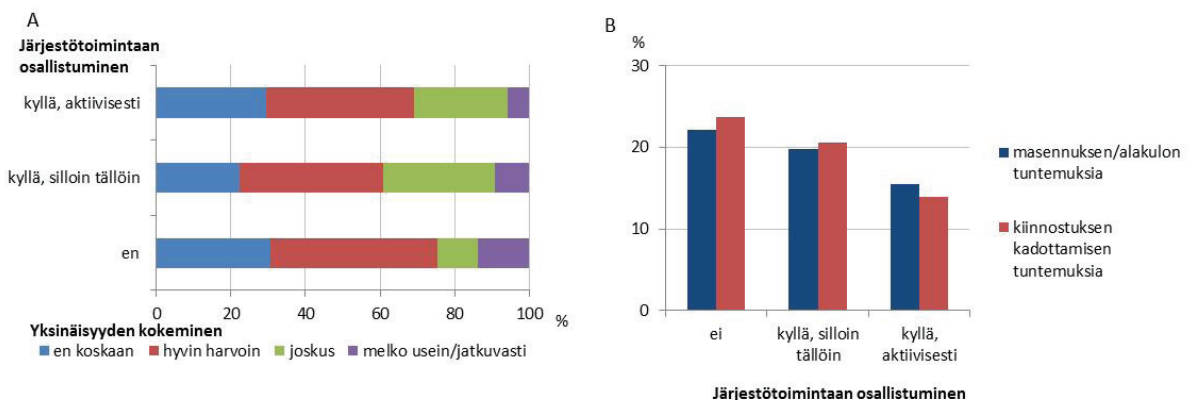 A
Järjestötoimintaan
osallistuminen
kyllä, aktiivisesti
kyllä, silloin tällöin
en
0 20 40 60 80 100 %
Yksinäisyyden kokeminen
en koskaan hyvin harvoin joskus melko usein/jatkuvasti
B
%
30
20
10
0
ei kyllä, silloin kyllä,
tällöin aktiivisesti
Järjestötoimintaan osallistuminen
masennuksen/alakulon
tuntemuksia
kiinnostuksen
kadottamisen
tuntemuksia